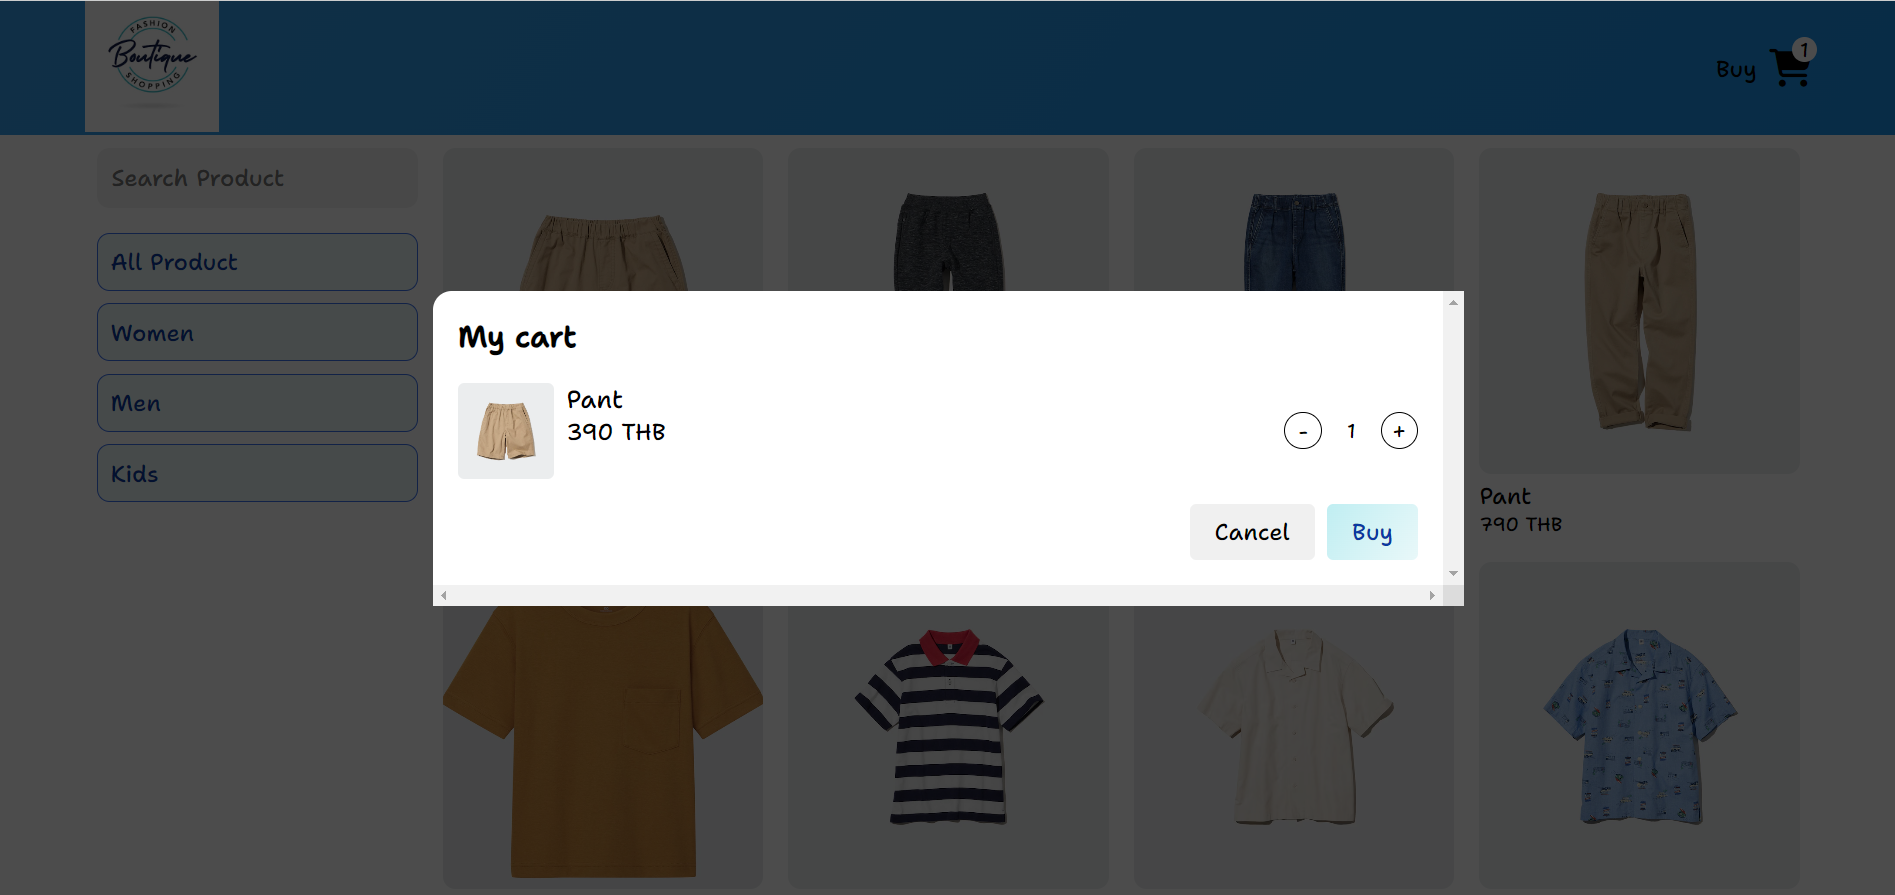 FASHION
Boutique
SHOPPING
Buy
1
Search Product
All Product
Women
Men
Kids
My cart
Pant
390 THB
- 1 +
Cancel Buy
Pant
790 THB